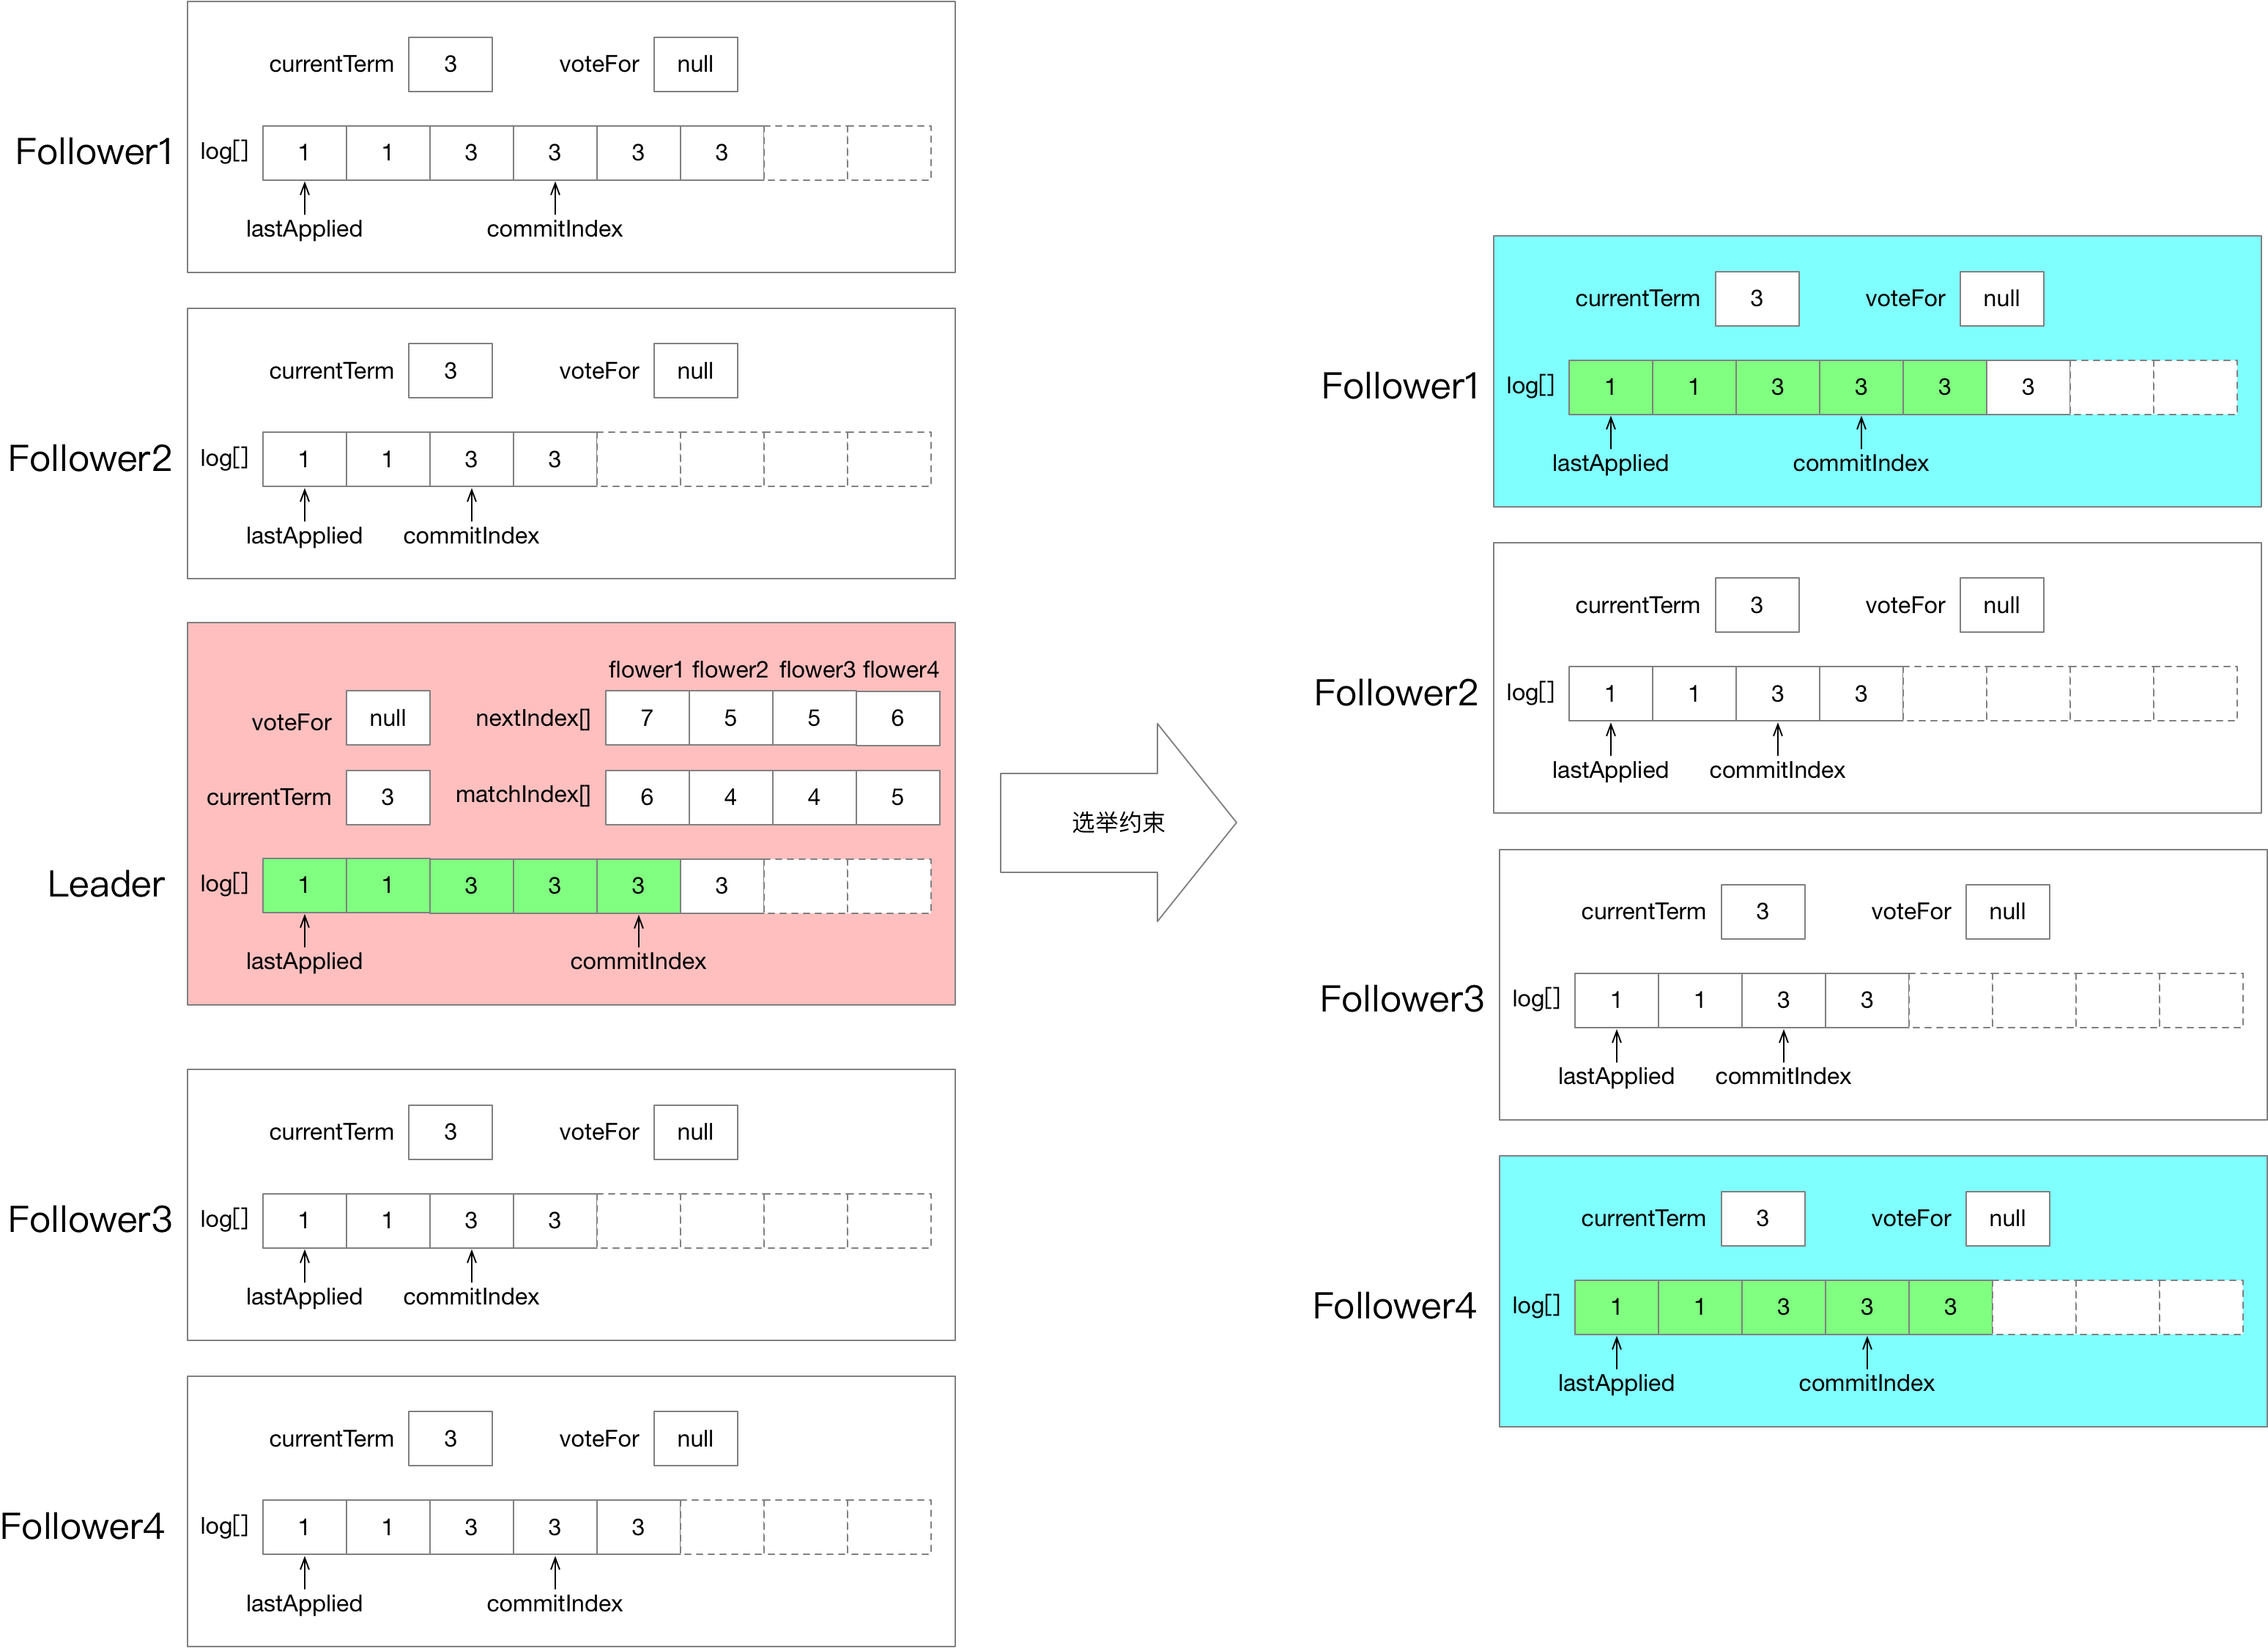 currentTerm 3 voteFor null
Follower1 log[] 1 1 3 3 3 3
lastApplied commitIndex
currentTerm 3 voteFor null
Follower2 log[] 1 1 3 3
lastApplied commitIndex
flower1 flower2 flower3 flower4
voteFor null nextIndex[] 7 5 5 6
currentTerm 3 matchIndex[] 6 4 4 5
Leader log[] 1 1 3 3 3 3
lastApplied commitIndex
currentTerm 3 voteFor null
Follower3 log[] 1 1 3 3
lastApplied commitIndex
currentTerm 3 voteFor null
Follower4 log[] 1 1 3 3 3
lastApplied commitIndex
选举约束
currentTerm 3 voteFor null
Follower1 log[] 1 1 3 3 3 3
lastApplied commitIndex
currentTerm 3 voteFor null
Follower2 log[] 1 1 3 3
lastApplied commitIndex
currentTerm 3 voteFor null
Follower3 log[] 1 1 3 3
lastApplied commitIndex
currentTerm 3 voteFor null
Follower4 log[] 1 1 3 3 3
lastApplied commitIndex